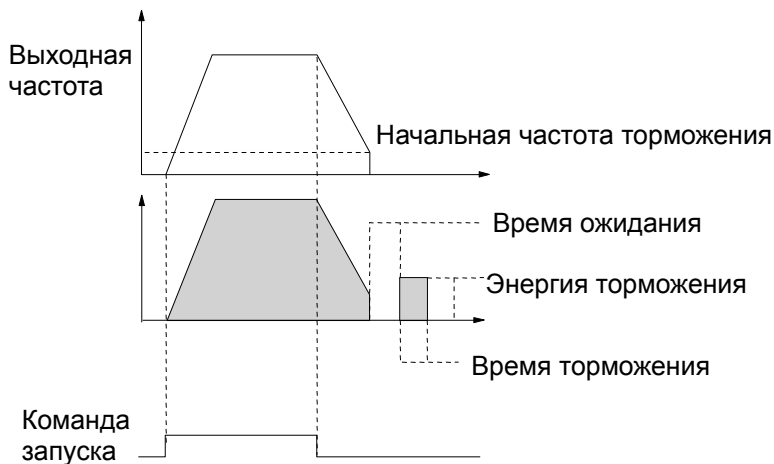 Выходная
частота
Начальная частота торможения
Время ожидания
Энергия торможения
Время торможения
Команда
запуска